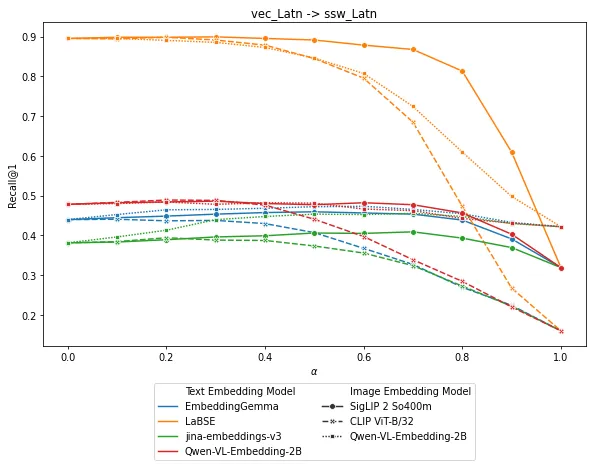 vec_Latn -> ssw_Latn
Recall@1
0.9
0.8
0.7
0.6
0.5
0.4
0.3
0.2
0.0
0.2
0.4
0.6
0.8
1.0
α
Text Embedding Model
EmbeddingGemma
LaBSE
jina-embeddings-v3
Qwen-VL-Embedding-2B
Image Embedding Model
SigLIP 2 So400m
CLIP ViT-B/32
Qwen-VL-Embedding-2B